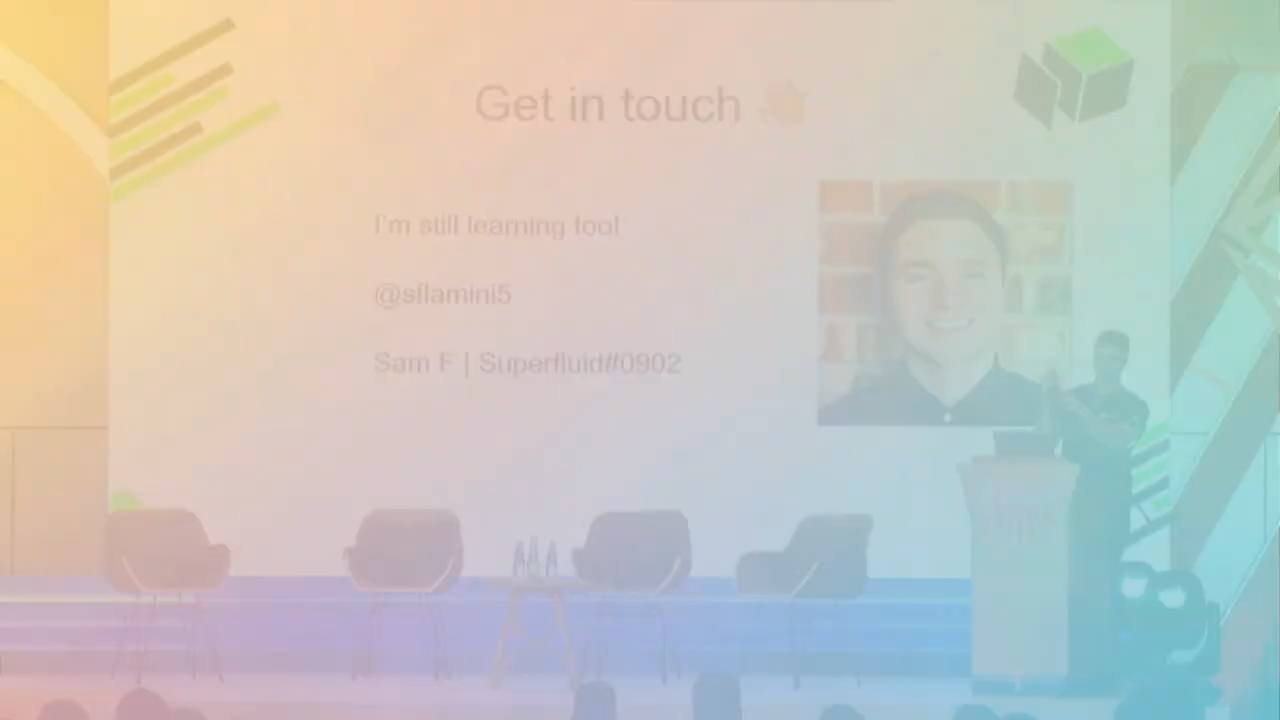 Get in touch 👋
I'm still learning too!
@sflamini5
Sam F | Superfluid#0902